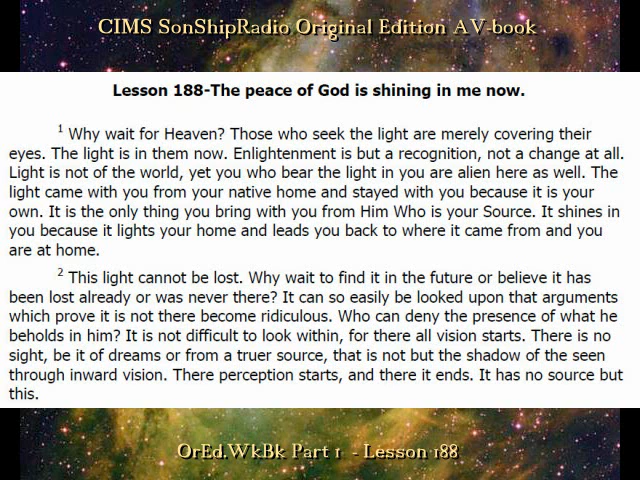 CIMS SonShipRadio Original Edition AV-book
Lesson 188-The peace of God is shining in me now.
1 Why wait for Heaven? Those who seek the light are merely covering their
eyes. The light is in them now. Enlightenment is but a recognition, not a change at all.
Light is not of the world, yet you who bear the light in you are alien here as well. The
light came with you from your native home and stayed with you because it is your
own. It is the only thing you bring with you from Him Who is your Source. It shines in
you because it lights your home and leads you back to where it came from and you
are at home.
2 This light cannot be lost. Why wait to find it in the future or believe it has
been lost already or was never there? It can so easily be looked upon that arguments
which prove it is not there become ridiculous. Who can deny the presence of what he
beholds in him? It is not difficult to look within, for there all vision starts. There is no
sight, be it of dreams or from a truer source, that is not but the shadow of the seen
through inward vision. There perception starts, and there it ends. It has no source but
this.
OrEd.WkBk Part 1 - Lesson 188